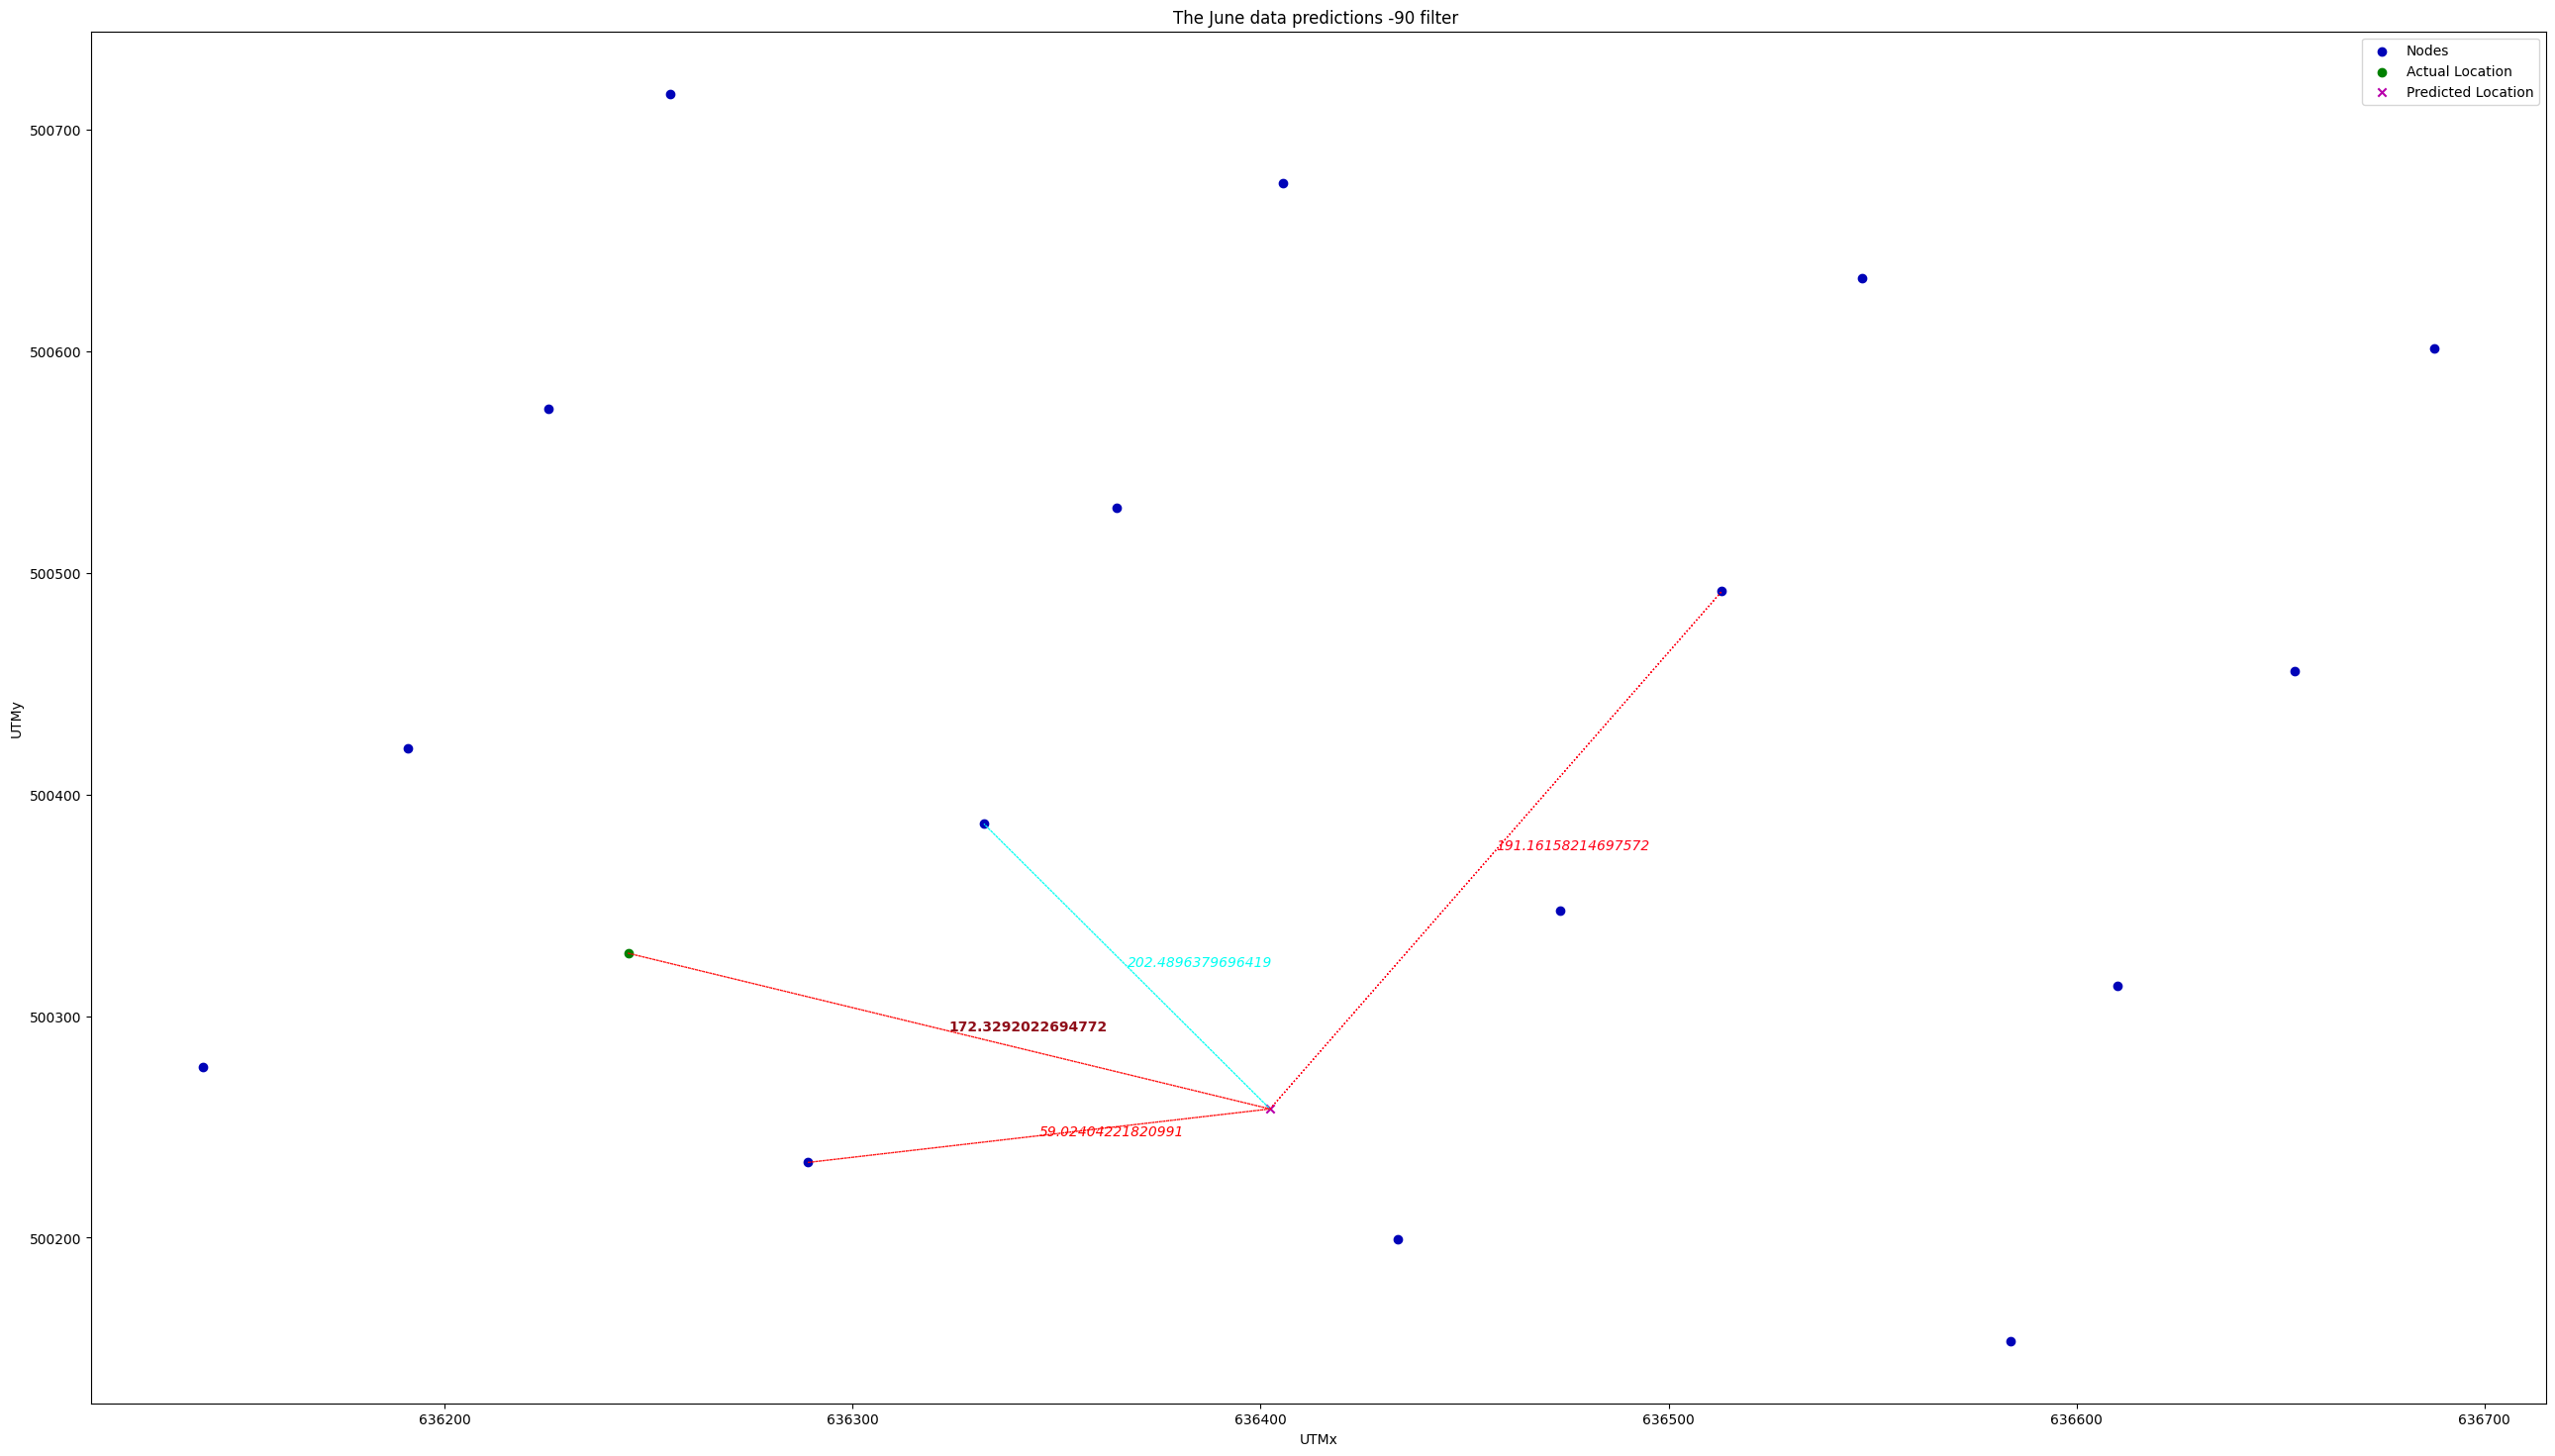 The June data predictions -90 filter
Nodes
Actual Location
Predicted Location
500700
500600
500500
500400
500300
500200
UTMy
191.16158214697572
202.4896379696419
172.3292022694772
59.02404221820991
636200
636300
636400
636500
636600
636700
UTMx